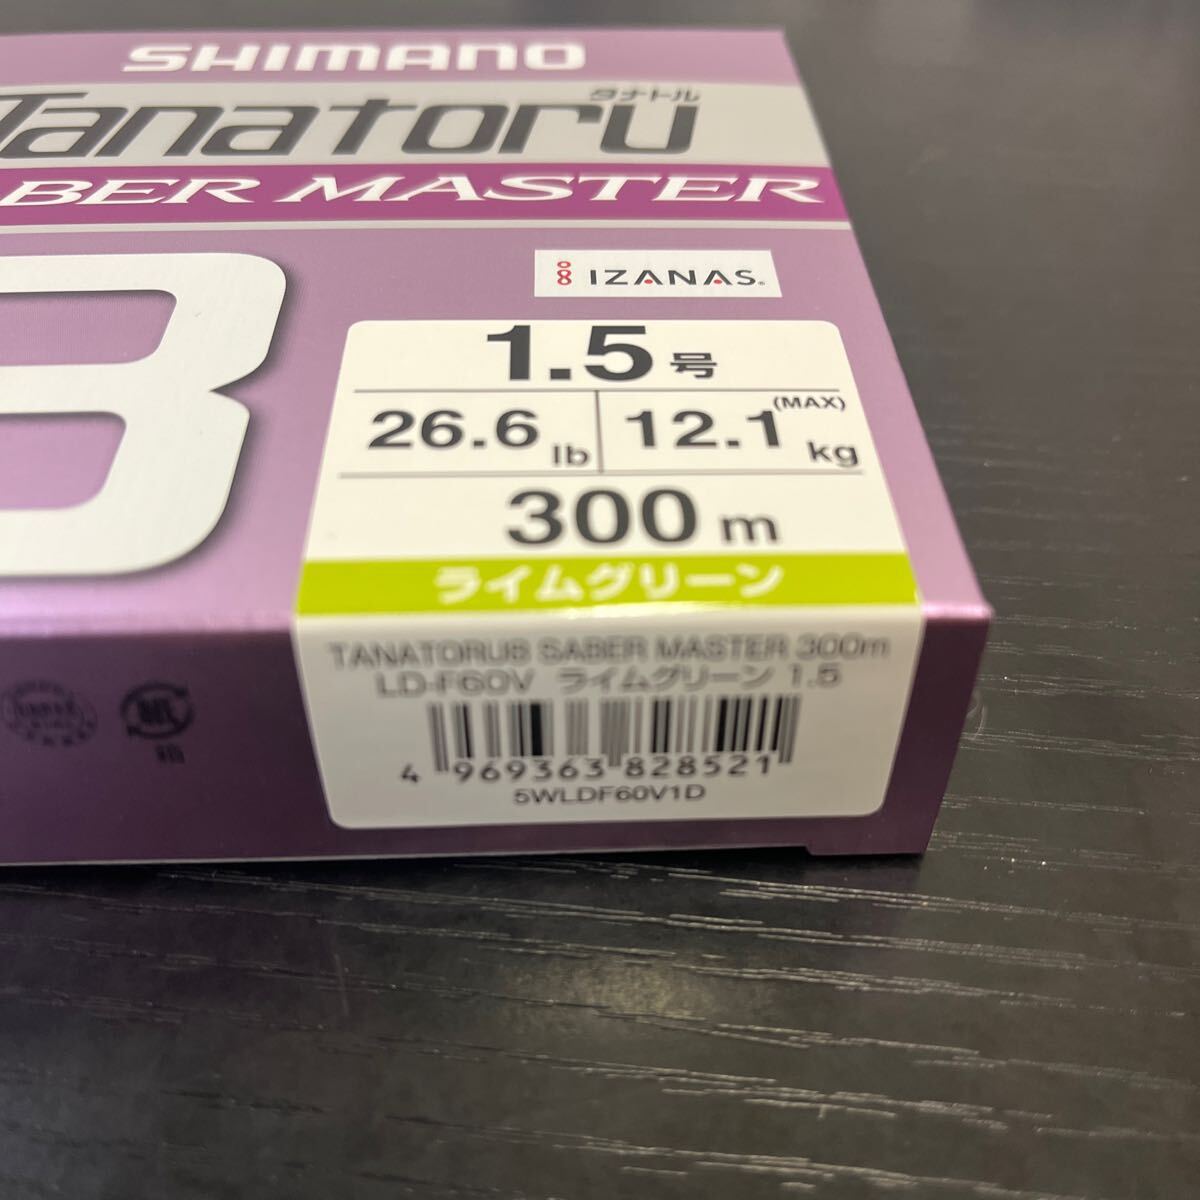 SHIMANO
タナトル
Tanatoru
BER MASTER
8
IZANAS®
1.5号
26.6 lb 12.1 (MAX) kg
300 m
ライムグリーン
TANATORU8 SABER MASTER 300m
LD-F60V ライムグリーン 1.5
4 969363 828521
5WLDF60V1D